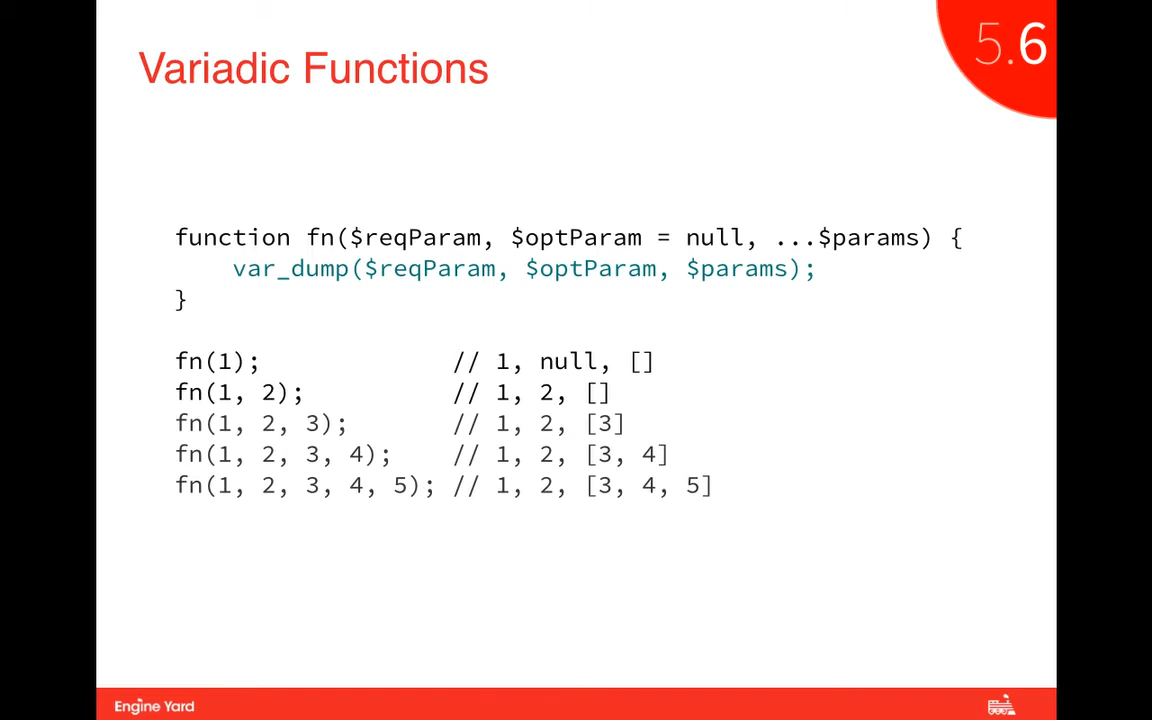 5.6
Variadic Functions
function fn($reqParam, $optParam = null, ...$params) {
    var_dump($reqParam, $optParam, $params);
}
fn(1);             // 1, null, []
fn(1, 2);          // 1, 2, []
fn(1, 2, 3);       // 1, 2, [3]
fn(1, 2, 3, 4);    // 1, 2, [3, 4]
fn(1, 2, 3, 4, 5); // 1, 2, [3, 4, 5]
Engine Yard